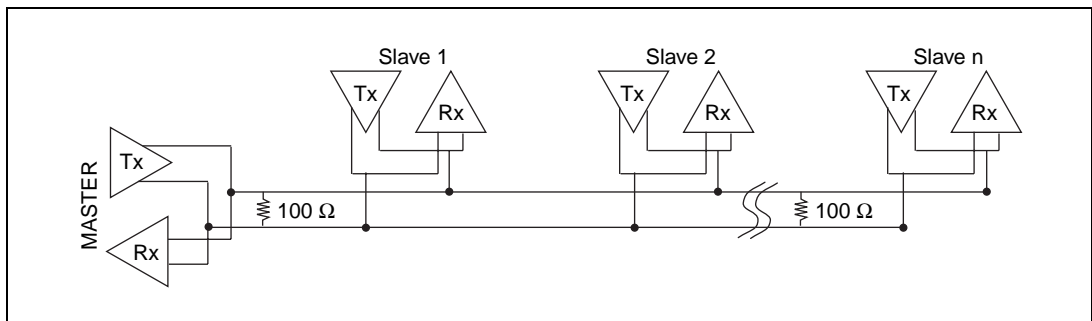 Slave 1
Slave 2
Slave n
Tx
Rx
Tx
Rx
Tx
Rx
MASTER
Tx
Rx
100 Ω
100 Ω